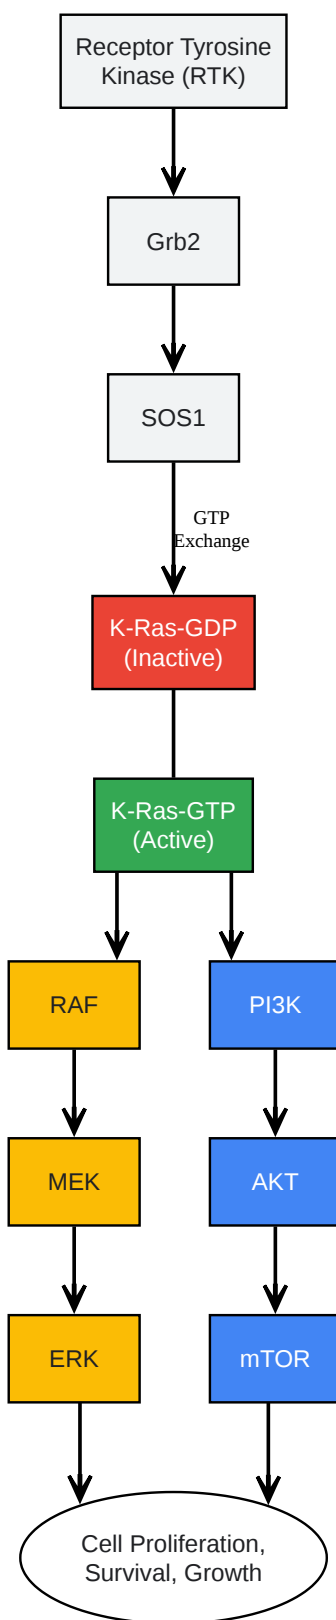 Receptor Tyrosine
Kinase (RTK)
Grb2
SOS1
GTP
Exchange
K-Ras-GDP
(Inactive)
K-Ras-GTP
(Active)
RAF
PI3K
MEK
AKT
ERK
mTOR
Cell Proliferation,
Survival, Growth